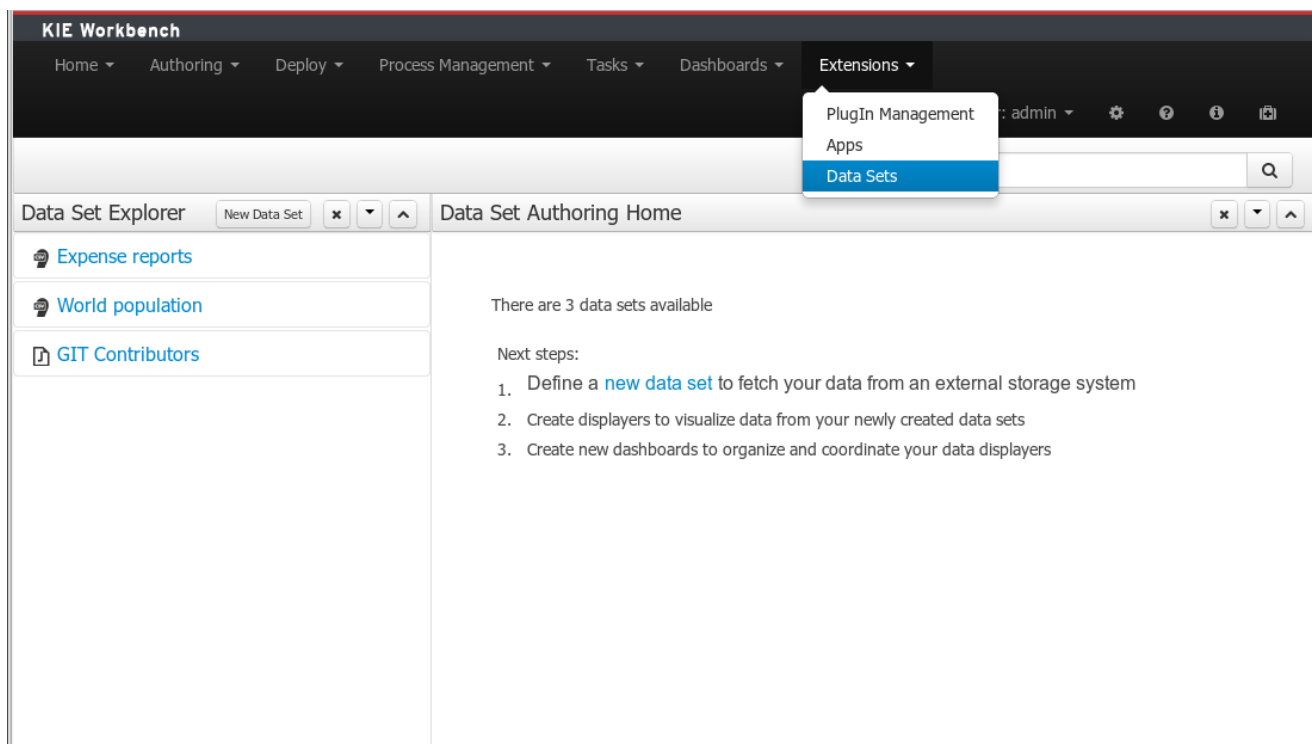 KIE Workbench
Home Authoring Deploy Process Management Tasks Dashboards Extensions
PlugIn Management
Apps
Data Sets
: admin
Data Set Explorer New Data Set
Expense reports
World population
GIT Contributors
Data Set Authoring Home
There are 3 data sets available
Next steps:
1. Define a new data set to fetch your data from an external storage system
2. Create displayers to visualize data from your newly created data sets
3. Create new dashboards to organize and coordinate your data displayers